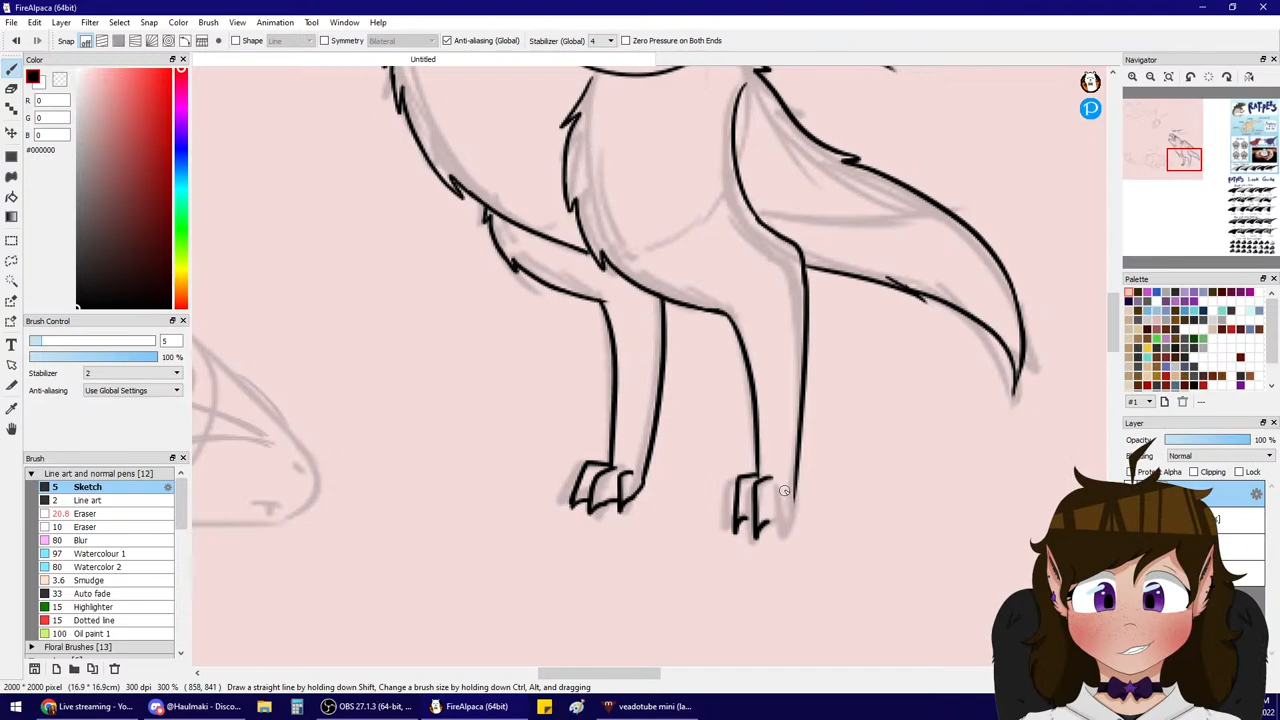 FireAlpaca (64bit)
File Edit Layer Filter Select Snap Color Brush View Animation Tool Window Help
Snap off Shape Line Symmetry Bilateral Anti-aliasing (Global) Stabilizer (Global) 4 Zero Pressure on Both Ends
Color
Untitled
Navigator
R 0
G 0
B 0
#000000
Palette
#1
---
Brush Control
5
100 %
Stabilizer 2
Anti-aliasing Use Global Settings
Layer
Opacity 100 %
Blending Normal
Protect Alpha Clipping Lock
Brush
Line art and normal pens [12]
5 Sketch
2 Line art
20.8 Eraser
10 Eraser
80 Blur
97 Watercolour 1
80 Watercolor 2
3.6 Smudge
33 Auto fade
15 Highlighter
15 Dotted line
100 Oil paint 1
Floral Brushes [13]
2000 * 2000 pixel (16.9 * 16.9cm) 300 dpi 300 % ( 858, 841 ) Draw a straight line by holding down Shift, Change a brush size by holding down Ctrl, Alt, and dragging
Live streaming - Yo... @Haulmaki - Disco... OBS 27.1.3 (64-bit, ... FireAlpaca (64bit) veadotube mini (la...